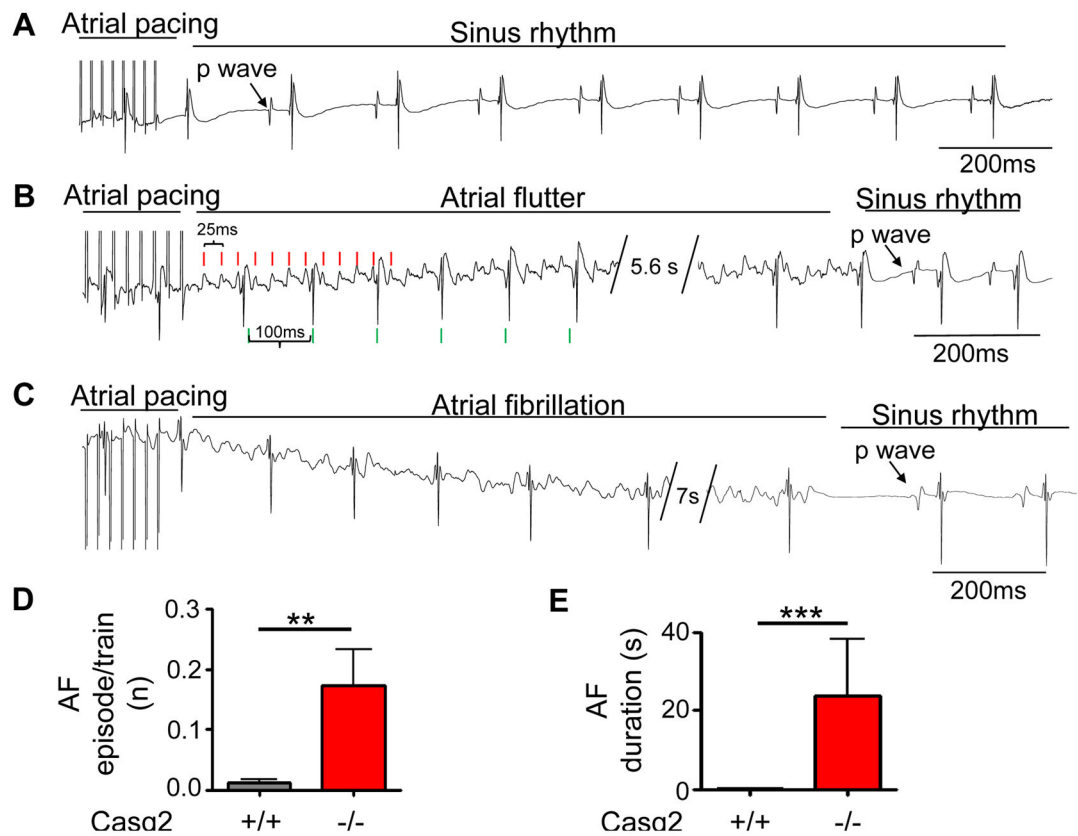 A
Atrial pacing
Sinus rhythm
p wave
200ms
B
Atrial pacing
Atrial flutter
Sinus rhythm
25ms
p wave
5.6 s
100ms
200ms
C
Atrial pacing
Atrial fibrillation
Sinus rhythm
p wave
7s
200ms
D
AF
episode/train
(n)
0.3
0.2
0.1
0.0
**
Casq2 +/+ -/-
E
AF
duration (s)
40
20
0
***
Casq2 +/+ -/-